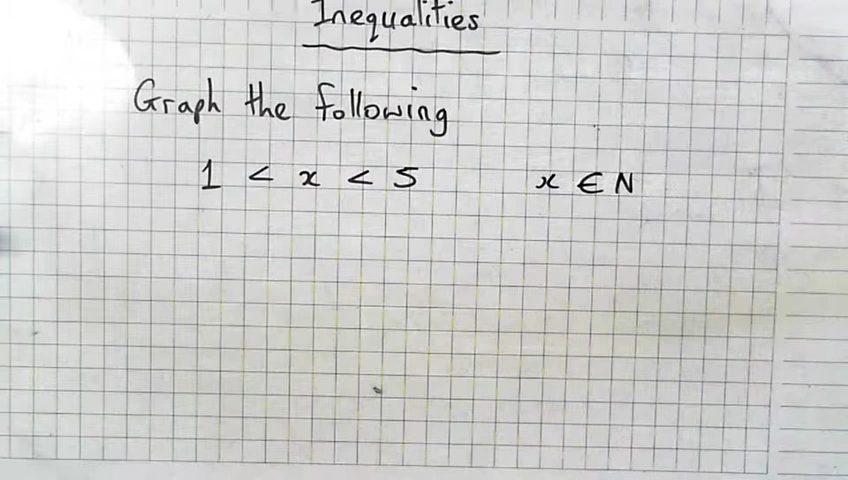 Inequalities
Graph the following
1 < x < 5 x ∈ N